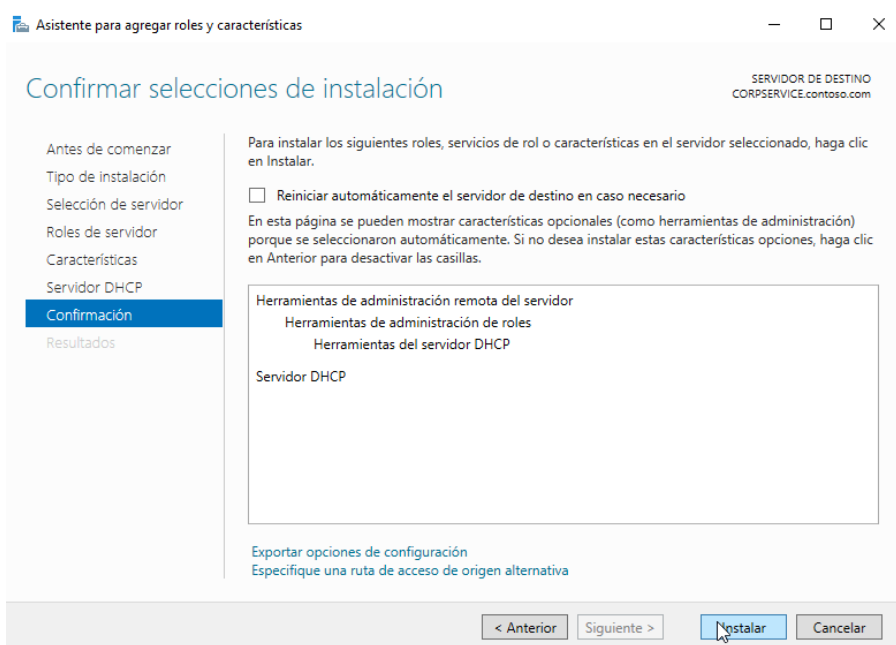 Asistente para agregar roles y características
Confirmar selecciones de instalación
SERVIDOR DE DESTINO
CORPSERVICE.contoso.com
Antes de comenzar
Tipo de instalación
Selección de servidor
Roles de servidor
Características
Servidor DHCP
Confirmación
Resultados
Para instalar los siguientes roles, servicios de rol o características en el servidor seleccionado, haga clic
en Instalar.
Reiniciar automáticamente el servidor de destino en caso necesario
En esta página se pueden mostrar características opcionales (como herramientas de administración)
porque se seleccionaron automáticamente. Si no desea instalar estas características opciones, haga clic
en Anterior para desactivar las casillas.
Herramientas de administración remota del servidor
Herramientas de administración de roles
Herramientas del servidor DHCP
Servidor DHCP
Exportar opciones de configuración
Especifique una ruta de acceso de origen alternativa
< Anterior
Siguiente >
Instalar
Cancelar